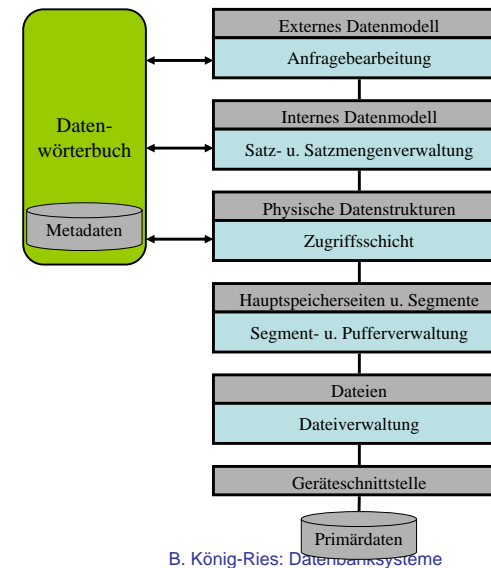 Externes Datenmodell
Anfragebearbeitung
Daten-
wörterbuch
Metadaten
Internes Datenmodell
Satz- u. Satzmengenverwaltung
Physische Datenstrukturen
Zugriffsschicht
Hauptspeicherseiten u. Segmente
Segment- u. Pufferverwaltung
Dateien
Dateiverwaltung
Geräteschnittstelle
Primärdaten
B. König-Ries: Datenbanksysteme